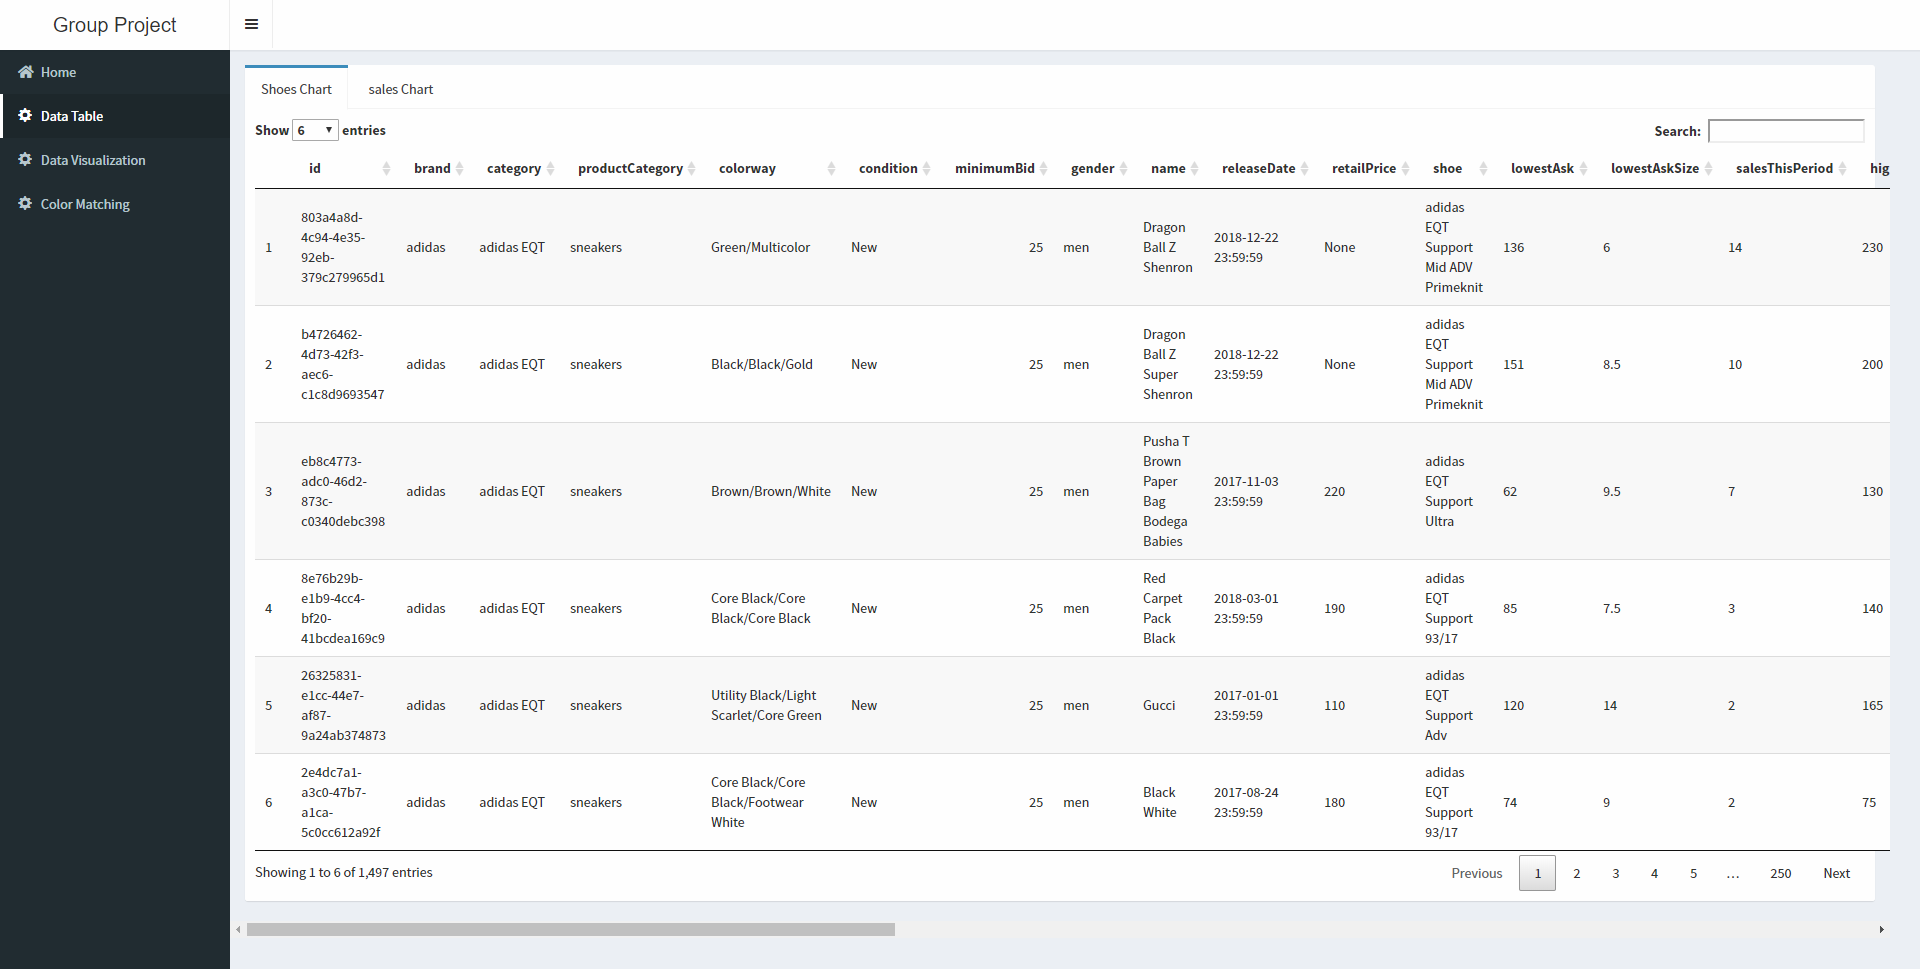 Group Project
Home
Data Table
Data Visualization
Color Matching
Shoes Chart sales Chart
Show 6 entries Search:
id brand category productCategory colorway condition minimumBid gender name releaseDate retailPrice shoe lowestAsk lowestAskSize salesThisPeriod hig
1 803a4a8d-4c94-4e35-92eb-379c279965d1 adidas adidas EQT sneakers Green/Multicolor New 25 men Dragon Ball Z Shenron 2018-12-22 23:59:59 None adidas EQT Support Mid ADV Primeknit 136 6 14 230
2 b4726462-4d73-42f3-aec6-c1c8d9693547 adidas adidas EQT sneakers Black/Black/Gold New 25 men Dragon Ball Z Super Shenron 2018-12-22 23:59:59 None adidas EQT Support Mid ADV Primeknit 151 8.5 10 200
3 eb8c4773-adc0-46d2-873c-c0340debc398 adidas adidas EQT sneakers Brown/Brown/White New 25 men Pusha T Brown Paper Bag Bodega Babies 2017-11-03 23:59:59 220 adidas EQT Support Ultra 62 9.5 7 130
4 8e76b29b-e1b9-4cc4-bf20-41bcdea169c9 adidas adidas EQT sneakers Core Black/Core Black/Core Black New 25 men Red Carpet Pack Black 2018-03-01 23:59:59 190 adidas EQT Support 93/17 85 7.5 3 140
5 26325831-e1cc-44e7-af87-9a24ab374873 adidas adidas EQT sneakers Utility Black/Light Scarlet/Core Green New 25 men Gucci 2017-01-01 23:59:59 110 adidas EQT Support Adv 120 14 2 165
6 2e4dc7a1-a3c0-47b7-a1ca-5c0cc612a92f adidas adidas EQT sneakers Core Black/Core Black/Footwear White New 25 men Black White 2017-08-24 23:59:59 180 adidas EQT Support 93/17 74 9 2 75
Showing 1 to 6 of 1,497 entries Previous 1 2 3 4 5 … 250 Next